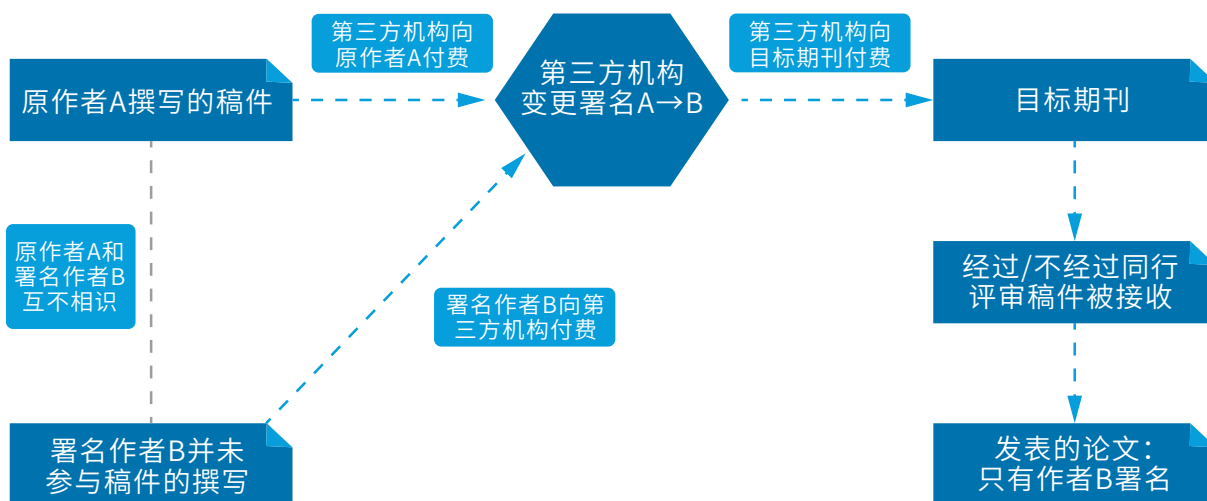 第三方机构向
原作者A付费
第三方机构向
目标期刊付费
原作者A撰写的稿件
第三方机构
变更署名A→B
目标期刊
原作者A和
署名作者B
互不相识
经过/不经过同行
评审稿件被接收
署名作者B向第
三方机构付费
署名作者B并未
参与稿件的撰写
发表的论文：
只有作者B署名